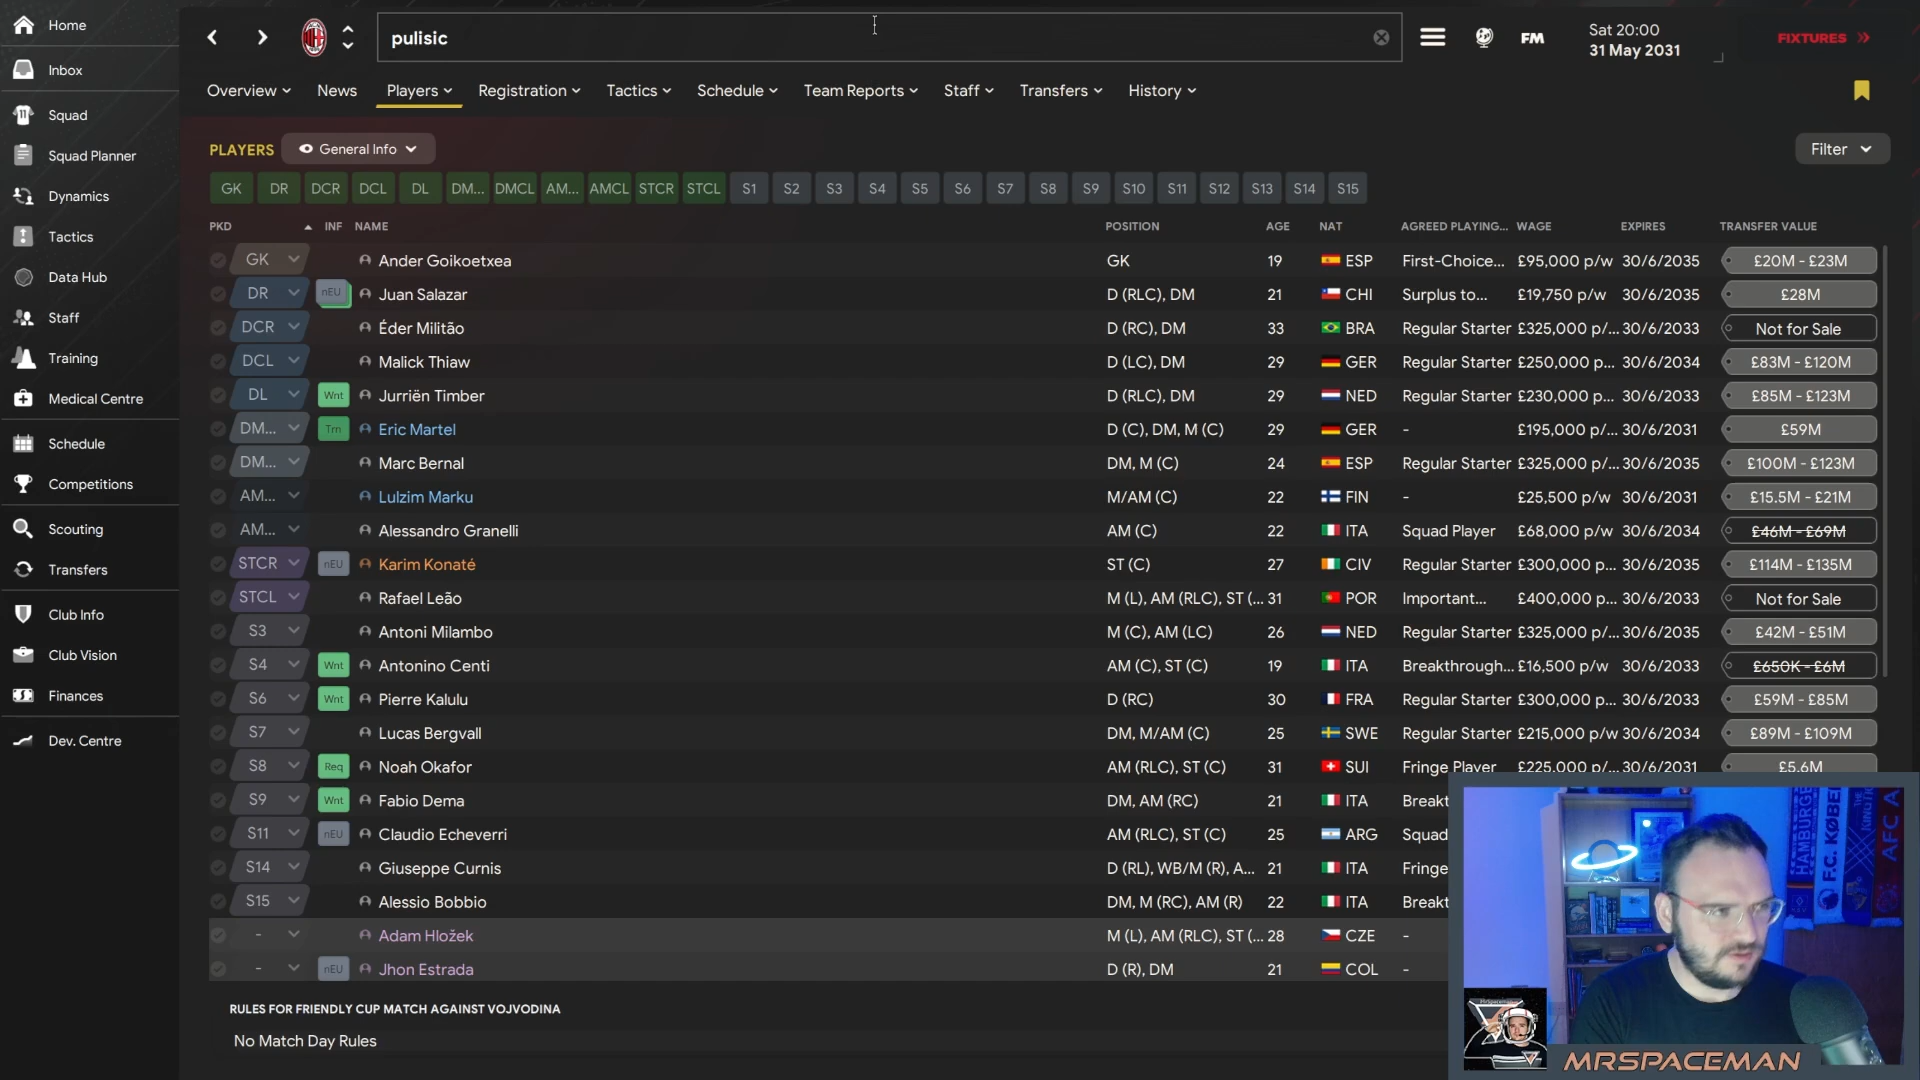 Home
pulisic
FM
Sat 20:00
31 May 2031
FIXTURES
Inbox
Overview News Players Registration Tactics Schedule Team Reports Staff Transfers History
Squad
Squad Planner
Dynamics
Tactics
Data Hub
Staff
Training
Medical Centre
Schedule
Competitions
Scouting
Transfers
Club Info
Club Vision
Finances
Dev. Centre
PLAYERS General Info Filter
GK DR DCR DCL DL DM... DMCL AM... AMCL STCR STCL S1 S2 S3 S4 S5 S6 S7 S8 S9 S10 S11 S12 S13 S14 S15
PKD INF NAME POSITION AGE NAT AGREED PLAYING... WAGE EXPIRES TRANSFER VALUE
GK Ander Goikoetxea GK 19 ESP First-Choice... £95,000 p/w 30/6/2035 £20M - £23M
DR nEU Juan Salazar D (RLC), DM 21 CHI Surplus to... £19,750 p/w 30/6/2035 £28M
DCR Éder Militão D (RC), DM 33 BRA Regular Starter £325,000 p/... 30/6/2033 Not for Sale
DCL Malick Thiaw D (LC), DM 29 GER Regular Starter £250,000 p/... 30/6/2034 £83M - £120M
DL Wnt Jurriën Timber D (RLC), DM 29 NED Regular Starter £230,000 p... 30/6/2033 £85M - £123M
DM... Trn Eric Martel D (C), DM, M (C) 29 GER - £195,000 p/... 30/6/2031 £59M
DM... Marc Bernal DM, M (C) 24 ESP Regular Starter £325,000 p/... 30/6/2035 £100M - £123M
AM... Lulzim Marku M/AM (C) 22 FIN - £25,500 p/w 30/6/2031 £15.5M - £21M
AM... Alessandro Granelli AM (C) 22 ITA Squad Player £68,000 p/w 30/6/2034 £46M - £69M
STCR nEU Karim Konaté ST (C) 27 CIV Regular Starter £300,000 p... 30/6/2035 £114M - £135M
STCL Rafael Leão M (L), AM (RLC), ST (... 31 POR Important... £400,000 p... 30/6/2033 Not for Sale
S3 Antoni Milambo M (C), AM (LC) 26 NED Regular Starter £325,000 p/... 30/6/2035 £42M - £51M
S4 Wnt Antonino Centi AM (C), ST (C) 19 ITA Breakthrough... £16,500 p/w 30/6/2033 £650K - £6M
S6 Wnt Pierre Kalulu D (RC) 30 FRA Regular Starter £300,000 p... 30/6/2033 £59M - £85M
S7 Lucas Bergvall DM, M/AM (C) 25 SWE Regular Starter £215,000 p/w 30/6/2034 £89M - £109M
S8 Req Noah Okafor AM (RLC), ST (C) 31 SUI Fringe Player £225,000 p/... 30/6/2031 £5.6M
S9 Wnt Fabio Dema DM, AM (RC) 21 ITA Breakt
S11 nEU Claudio Echeverri AM (RLC), ST (C) 25 ARG Squad
S14 Giuseppe Curnis D (RL), WB/M (R), A... 21 ITA Fringe
S15 Alessio Bobbio DM, M (RC), AM (R) 22 ITA Breakt
- Adam Hložek M (L), AM (RLC), ST (... 28 CZE -
- nEU Jhon Estrada D (R), DM 21 COL -
RULES FOR FRIENDLY CUP MATCH AGAINST VOJVODINA
No Match Day Rules
HAMBURGE
F.C. KØBE
AFC A
MRSPACEMAN